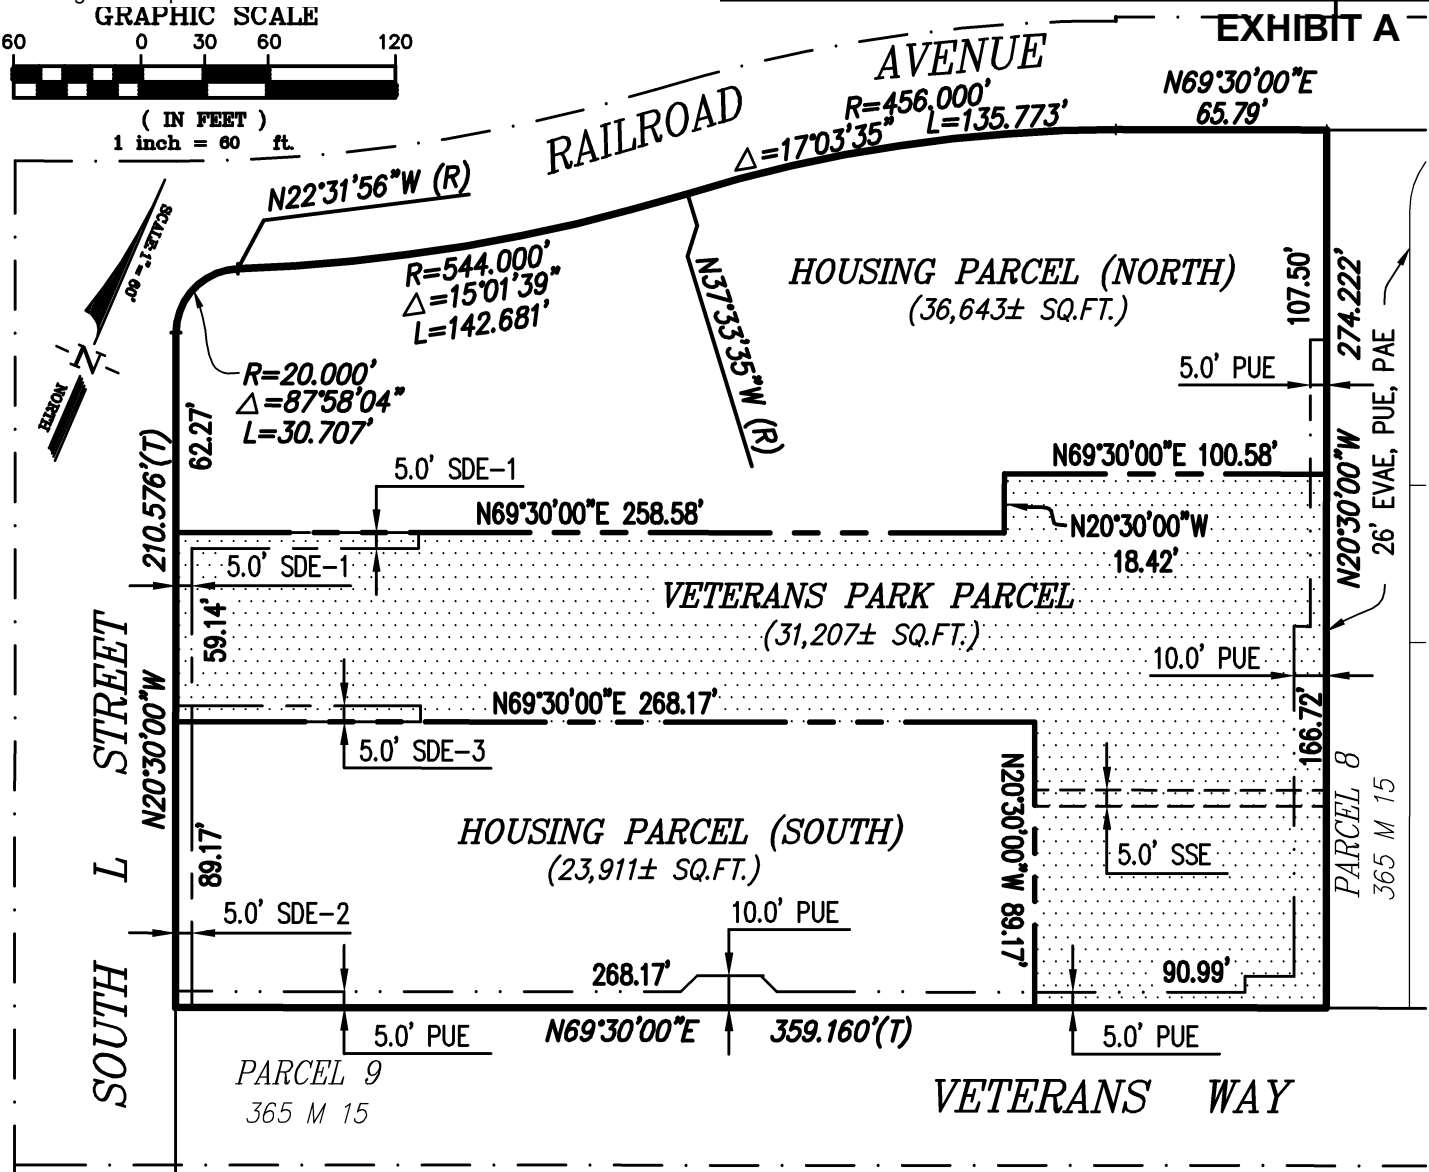 GRAPHIC SCALE
60 0 30 60 120
( IN FEET )
1 inch = 60 ft.
EXHIBIT A
RAILROAD AVENUE
R=456.000'
△=17°03'35" L=135.773'
N69°30'00"E
65.79'
SCALE:1" = 60'
N
NORTH
N22°31'56"W (R)
R=544.000'
△=15°01'39"
L=142.681'
R=20.000'
△=87°58'04"
L=30.707'
N37°33'35"W (R)
HOUSING PARCEL (NORTH)
(36,643± SQ.FT.)
107.50'
274.222'
5.0' PUE
26' EVAE, PUE, PAE
N20°30'00"W
62.27'
210.576'(T)
5.0' SDE-1
N69°30'00"E 258.58'
N69°30'00"E 100.58'
N20°30'00"W
18.42'
5.0' SDE-1
59.14'
VETERANS PARK PARCEL
(31,207± SQ.FT.)
10.0' PUE
166.72'
N69°30'00"E 268.17'
5.0' SDE-3
N20°30'00"W
SOUTH L STREET
89.17'
HOUSING PARCEL (SOUTH)
(23,911± SQ.FT.)
N20°30'00"W 89.17'
5.0' SSE
PARCEL 8
365 M 15
5.0' SDE-2
10.0' PUE
268.17'
90.99'
5.0' PUE
N69°30'00"E 359.160'(T)
5.0' PUE
PARCEL 9
365 M 15
VETERANS WAY